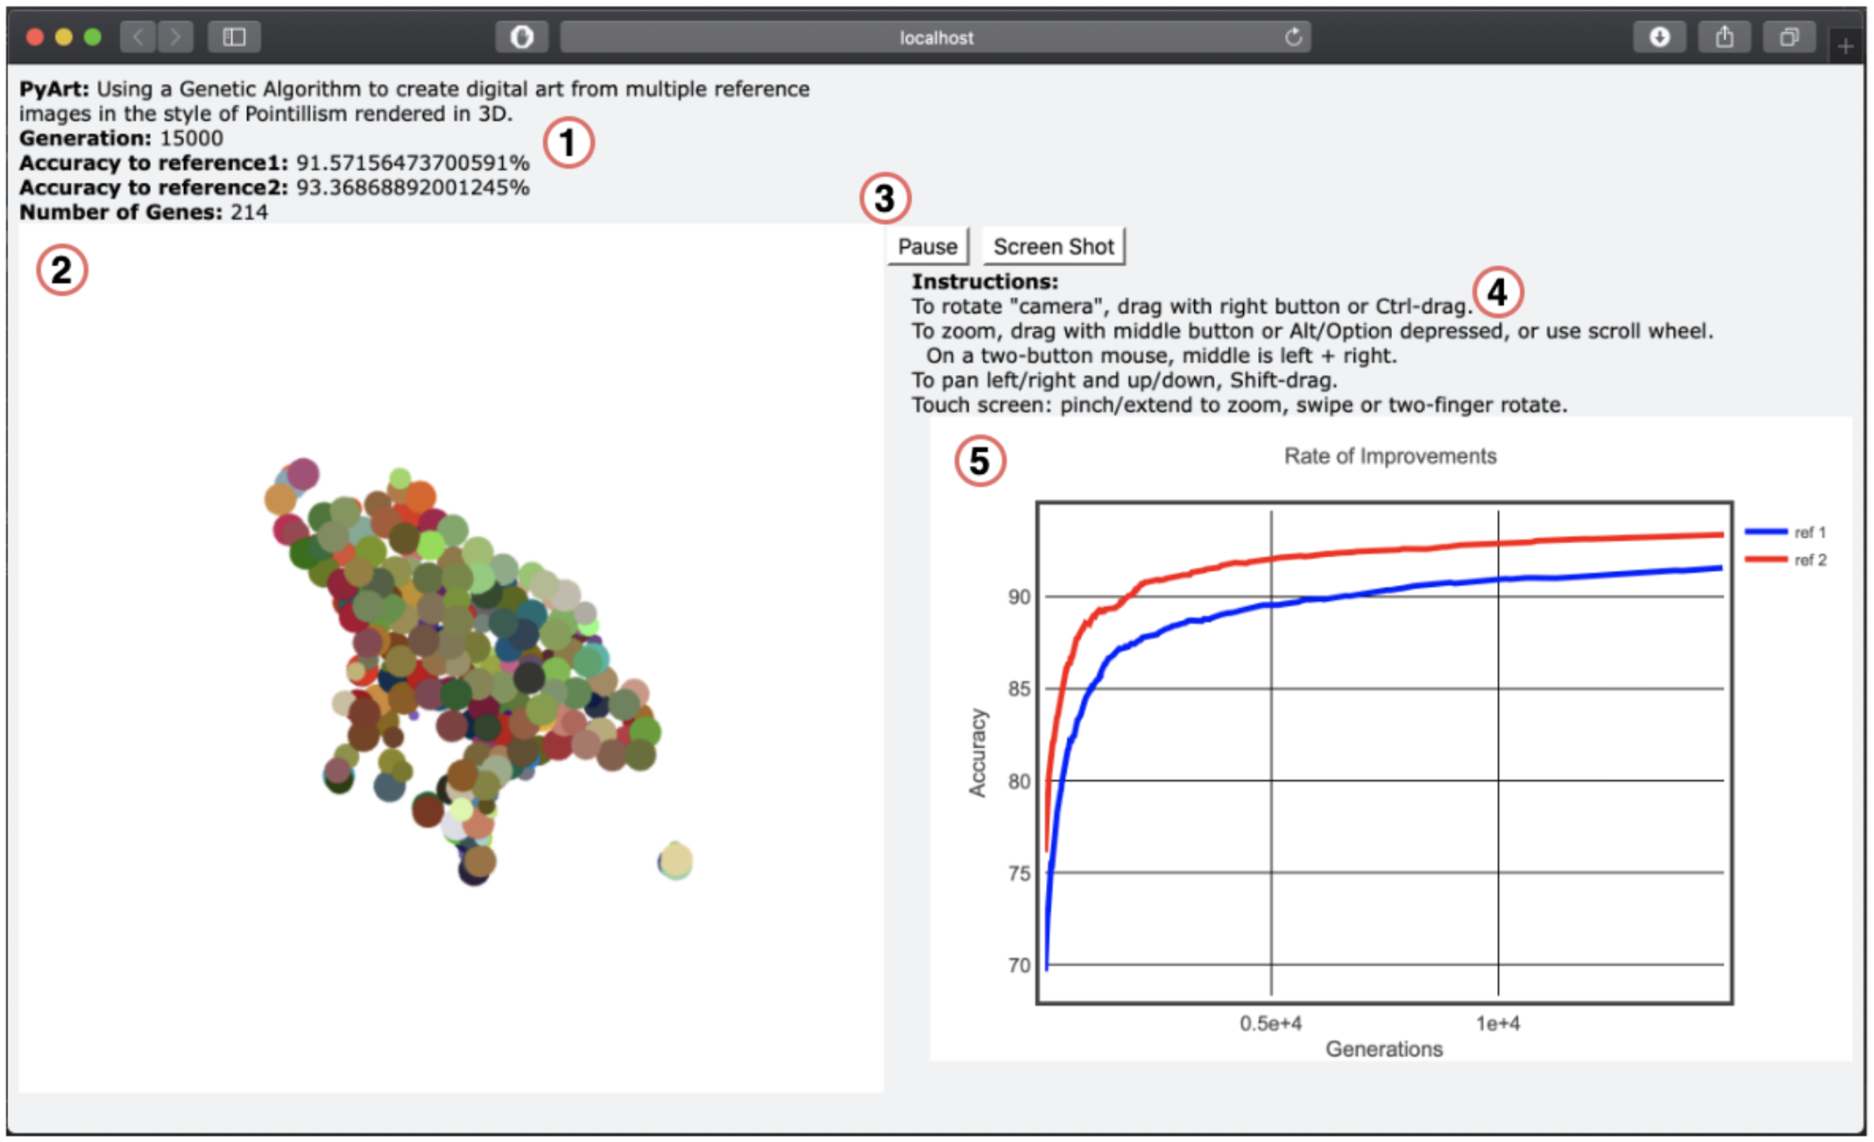 localhost
PyArt: Using a Genetic Algorithm to create digital art from multiple reference
images in the style of Pointillism rendered in 3D.
Generation: 15000
1
Accuracy to reference1: 91.57156473700591%
Accuracy to reference2: 93.36868892001245%
Number of Genes: 214
2
3
Pause
Screen Shot
Instructions:
4
To rotate "camera", drag with right button or Ctrl-drag.
To zoom, drag with middle button or Alt/Option depressed, or use scroll wheel.
On a two-button mouse, middle is left + right.
To pan left/right and up/down, Shift-drag.
Touch screen: pinch/extend to zoom, swipe or two-finger rotate.
5
Rate of Improvements
ref 1
ref 2
90
85
80
75
70
Accuracy
0.5e+4
1e+4
Generations